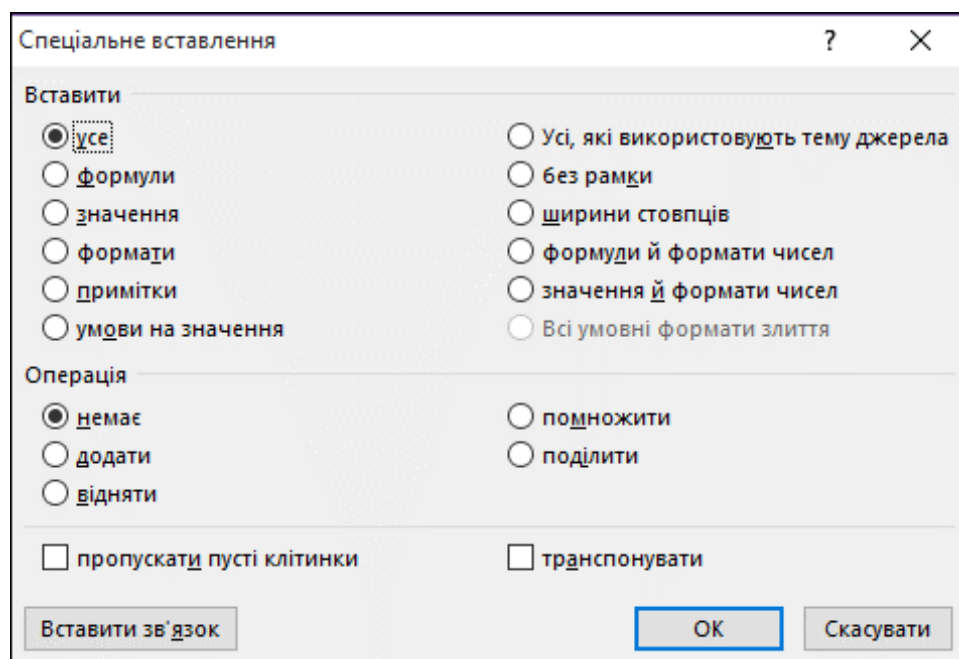 Спеціальне вставлення ?
Вставити
усе
Усі, які використовують тему джерела
формули
без рамки
значення
ширини стовпців
формати
формули й формати чисел
примітки
значення й формати чисел
умови на значення
Всі умовні формати злиття
Операція
немає
помножити
додати
поділити
відняти
пропускати пусті клітинки
транспонувати
Вставити зв'язок
OK
Скасувати